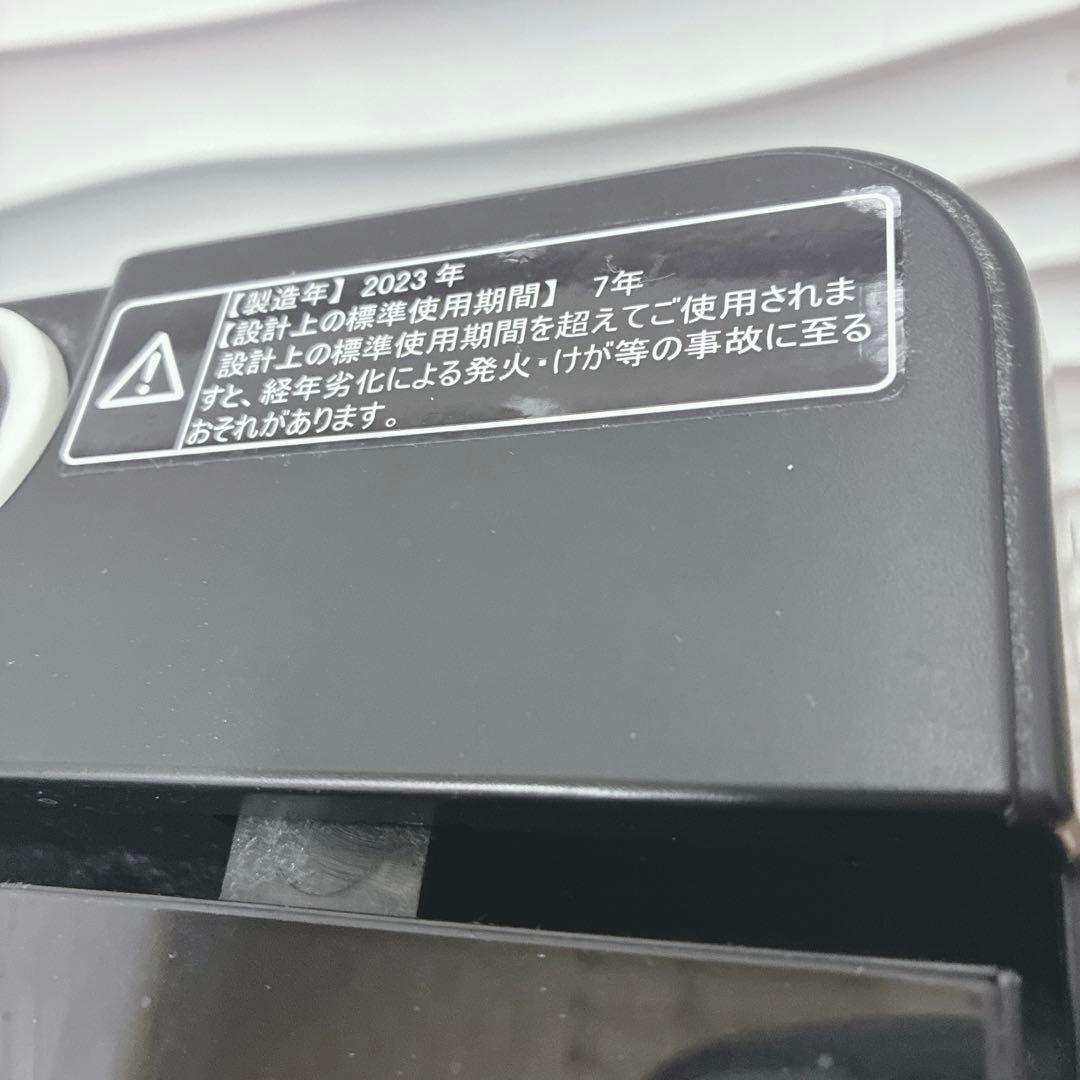 【製造年】 2023 年
【設計上の標準使用期間】 7年
設計上の標準使用期間を超えてご使用されま
すと、経年劣化による発火・けが等の事故に至る
おそれがあります。